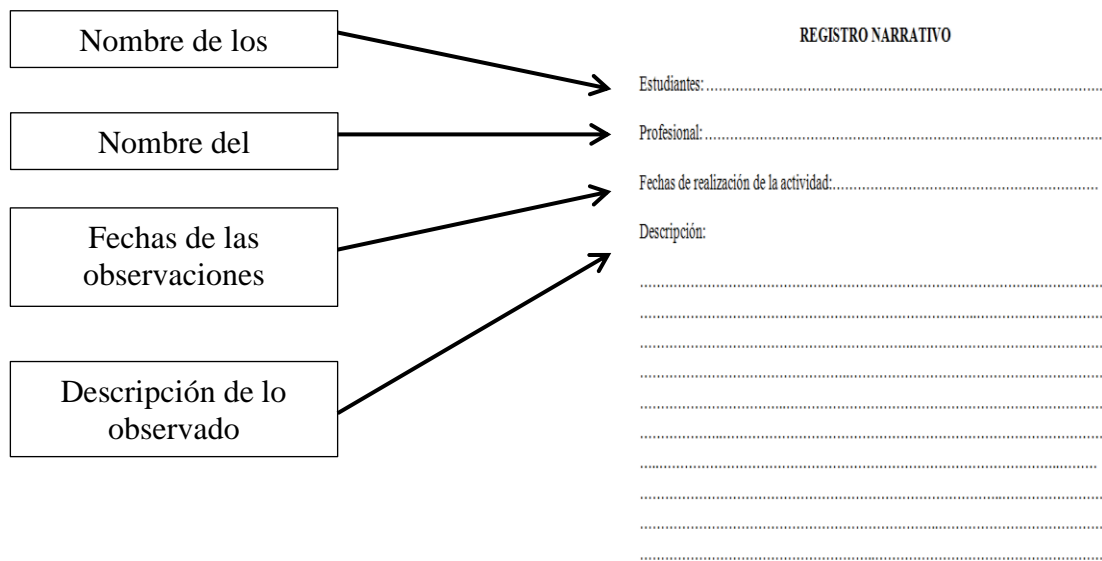 Nombre de los
Nombre del
Fechas de las
observaciones
Descripción de lo
observado
REGISTRO NARRATIVO
Estudiantes: ........................................................................................
Profesional: ........................................................................................
Fechas de realización de la actividad:............................................................
Descripción: